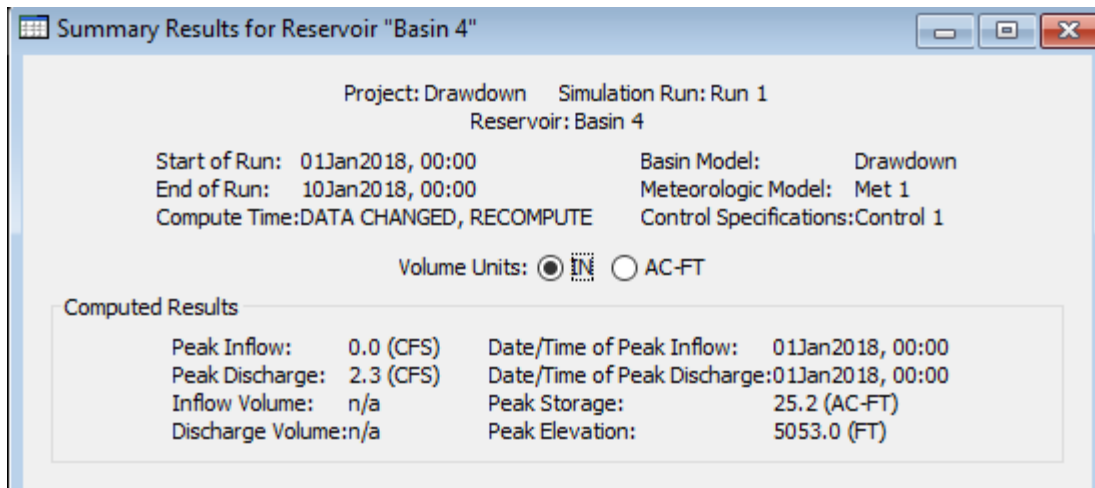 Summary Results for Reservoir "Basin 4"
Project: Drawdown Simulation Run: Run 1
Reservoir: Basin 4
Start of Run: 01Jan2018, 00:00 Basin Model: Drawdown
End of Run: 10Jan2018, 00:00 Meteorologic Model: Met 1
Compute Time:DATA CHANGED, RECOMPUTE Control Specifications:Control 1
Volume Units: IN AC-FT
Computed Results
Peak Inflow: 0.0 (CFS) Date/Time of Peak Inflow: 01Jan2018, 00:00
Peak Discharge: 2.3 (CFS) Date/Time of Peak Discharge:01Jan2018, 00:00
Inflow Volume: n/a Peak Storage: 25.2 (AC-FT)
Discharge Volume:n/a Peak Elevation: 5053.0 (FT)